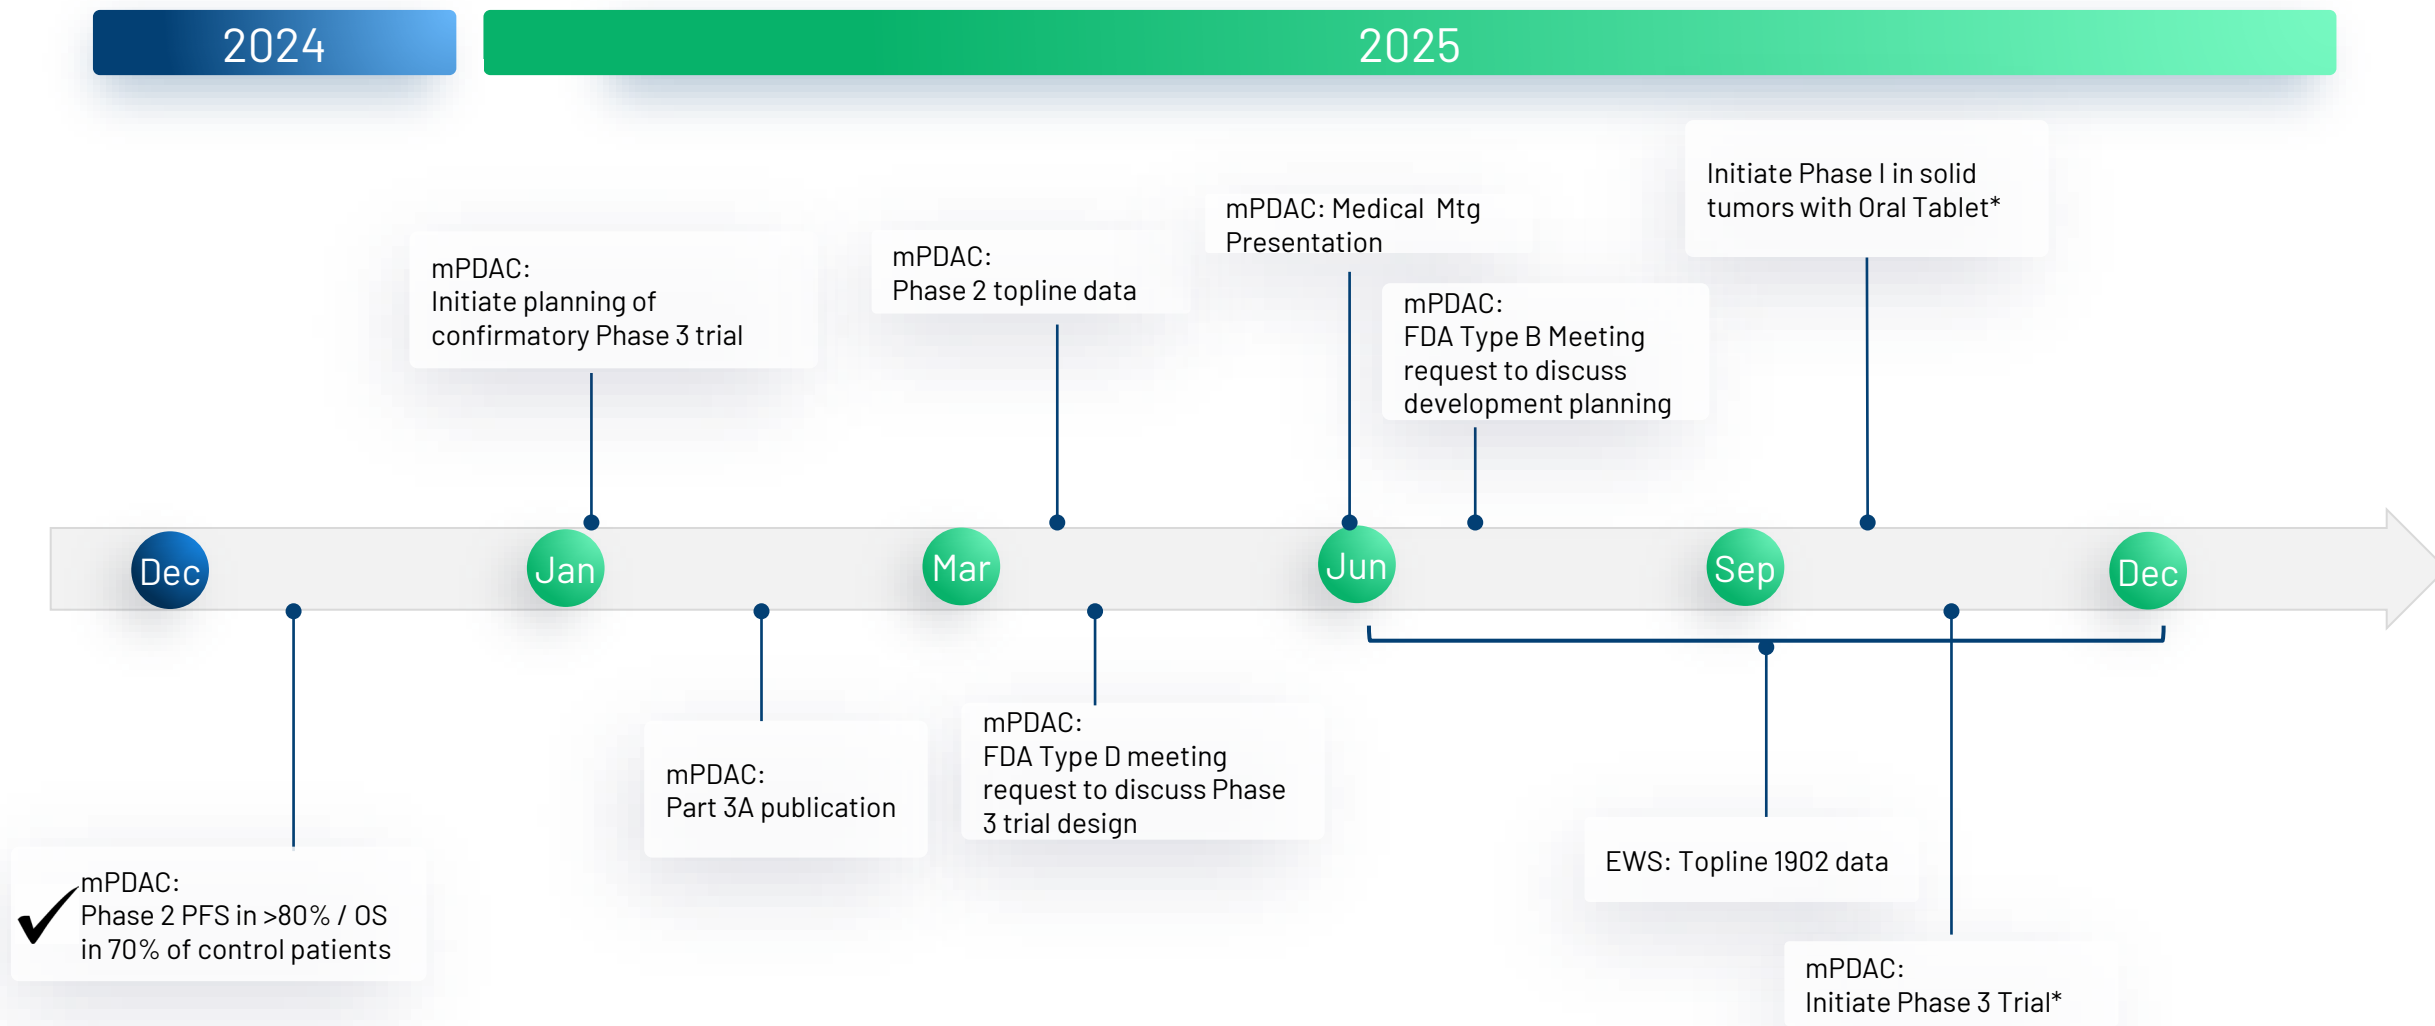 2024
2025
mPDAC:
Initiate planning of
confirmatory Phase 3 trial
mPDAC:
Phase 2 topline data
mPDAC: Medical Mtg
Presentation
mPDAC:
FDA Type B Meeting
request to discuss
development planning
Initiate Phase I in solid
tumors with Oral Tablet*
Dec
Jan
Mar
Jun
Sep
Dec
mPDAC:
Phase 2 PFS in >80% / OS
in 70% of control patients
mPDAC:
Part 3A publication
mPDAC:
FDA Type D meeting
request to discuss Phase
3 trial design
EWS: Topline 1902 data
mPDAC:
Initiate Phase 3 Trial*